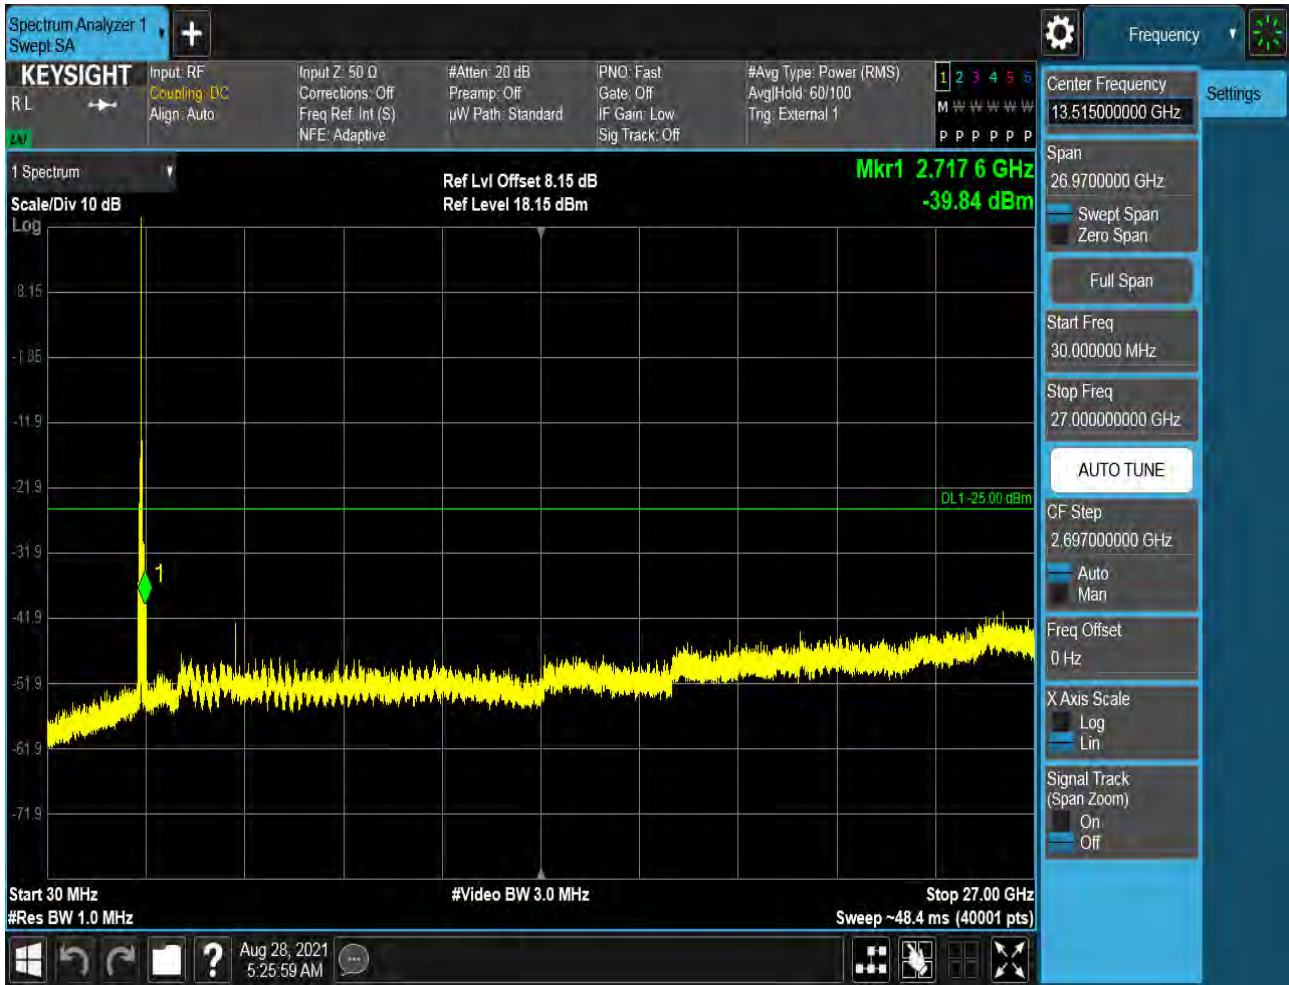 Spectrum Analyzer 1
Swept SA
Frequency
KEYSIGHT
R L
Input: RF
Coupling: DC
Align: Auto
Input Z: 50 Ω
Corrections: Off
Freq Ref: Int (S)
NFE: Adaptive
#Atten: 20 dB
Preamp: Off
µW Path: Standard
PNO: Fast
Gate: Off
IF Gain: Low
Sig Track: Off
#Avg Type: Power (RMS)
Avg|Hold: 60/100
Trig: External 1
1 2 3 4 5 6
M W W W W W
P P P P P P
1 Spectrum
Scale/Div 10 dB
Log
Ref Lvl Offset 8.15 dB
Ref Level 18.15 dBm
Mkr1 2.717 6 GHz
-39.84 dBm
8.15
-1.85
-11.9
-21.9
DL1 -25.00 dBm
-31.9
1
-41.9
-51.9
-61.9
-71.9
Start 30 MHz
#Video BW 3.0 MHz
Stop 27.00 GHz
#Res BW 1.0 MHz
Sweep ~48.4 ms (40001 pts)
Aug 28, 2021
5:25:59 AM
Center Frequency
13.515000000 GHz
Settings
Span
26.9700000 GHz
Swept Span
Zero Span
Full Span
Start Freq
30.000000 MHz
Stop Freq
27.000000000 GHz
AUTO TUNE
CF Step
2.697000000 GHz
Auto
Man
Freq Offset
0 Hz
X Axis Scale
Log
Lin
Signal Track
(Span Zoom)
On
Off